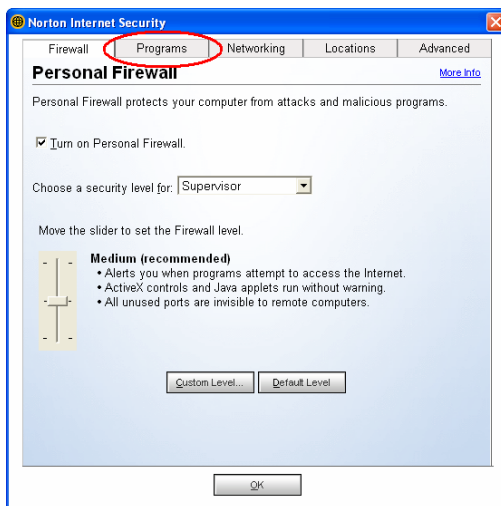 Norton Internet Security
Firewall Programs Networking Locations Advanced
Personal Firewall More Info
Personal Firewall protects your computer from attacks and malicious programs.
Turn on Personal Firewall.
Choose a security level for: Supervisor
Move the slider to set the Firewall level.
Medium (recommended)
• Alerts you when programs attempt to access the Internet.
• ActiveX controls and Java applets run without warning.
• All unused ports are invisible to remote computers.
Custom Level... Default Level
OK